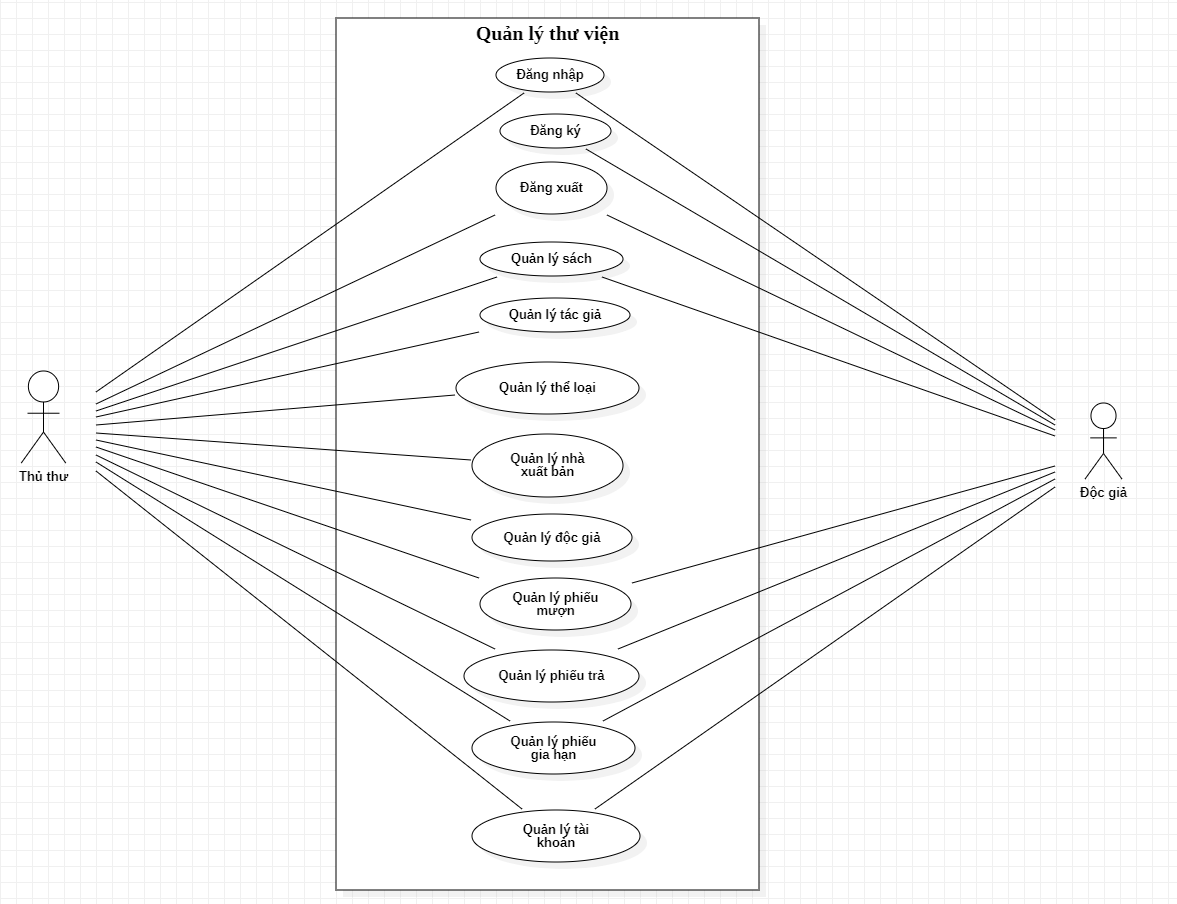 Quản lý thư viện
Đăng nhập
Đăng ký
Đăng xuất
Quản lý sách
Quản lý tác giả
Quản lý thể loại
Quản lý nhà
xuất bản
Quản lý độc giả
Quản lý phiếu
mượn
Quản lý phiếu trả
Quản lý phiếu
gia hạn
Quản lý tài
khoản
Thủ thư
Độc giả